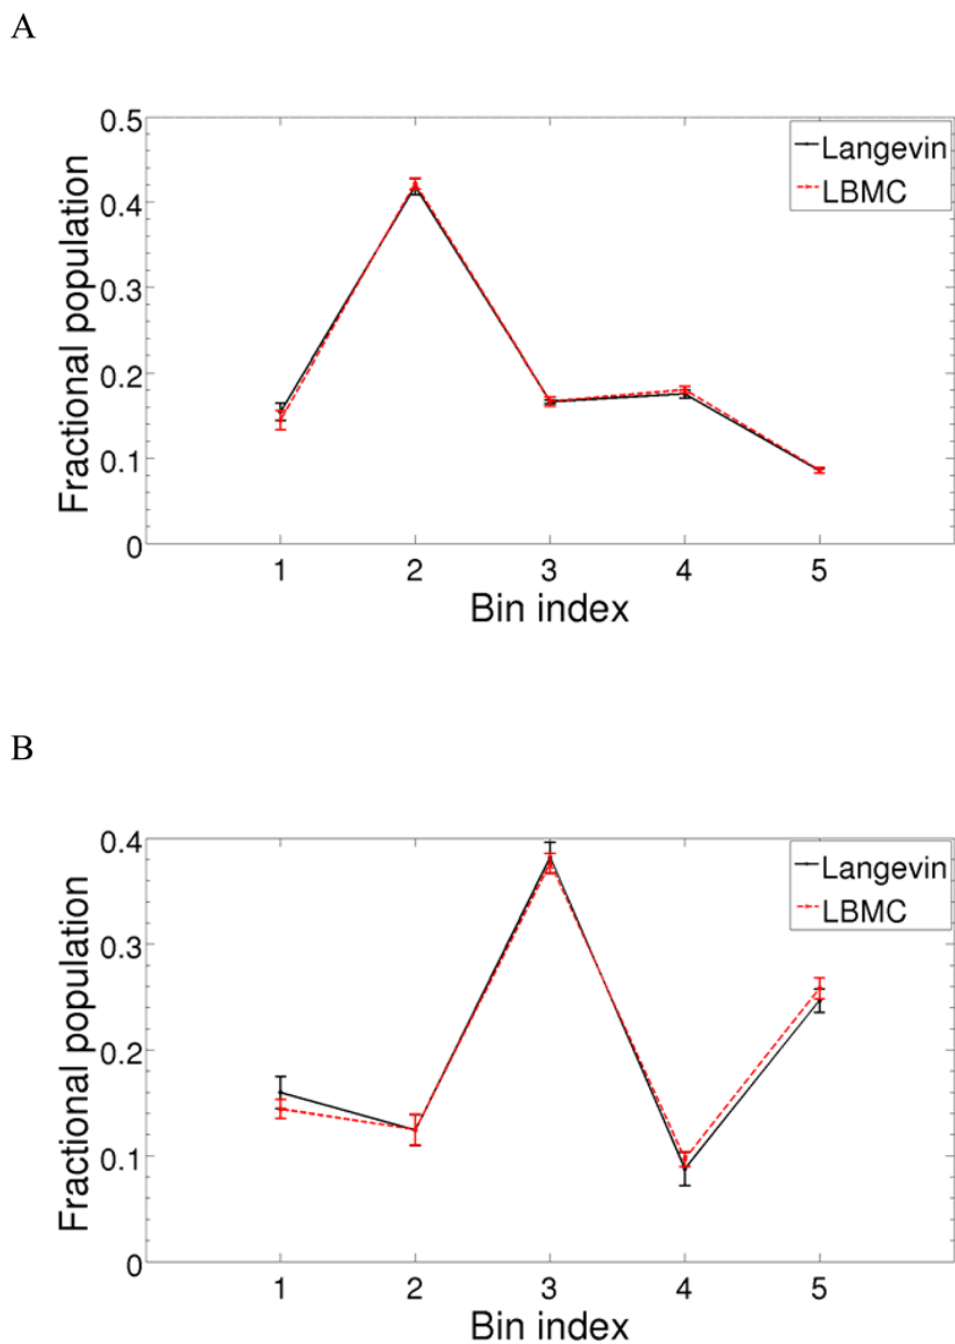 A
Fractional population
0.5
0.4
0.3
0.2
0.1
0
Langevin
LBMC
1 2 3 4 5
Bin index
B
Fractional population
0.4
0.3
0.2
0.1
0
Langevin
LBMC
1 2 3 4 5
Bin index